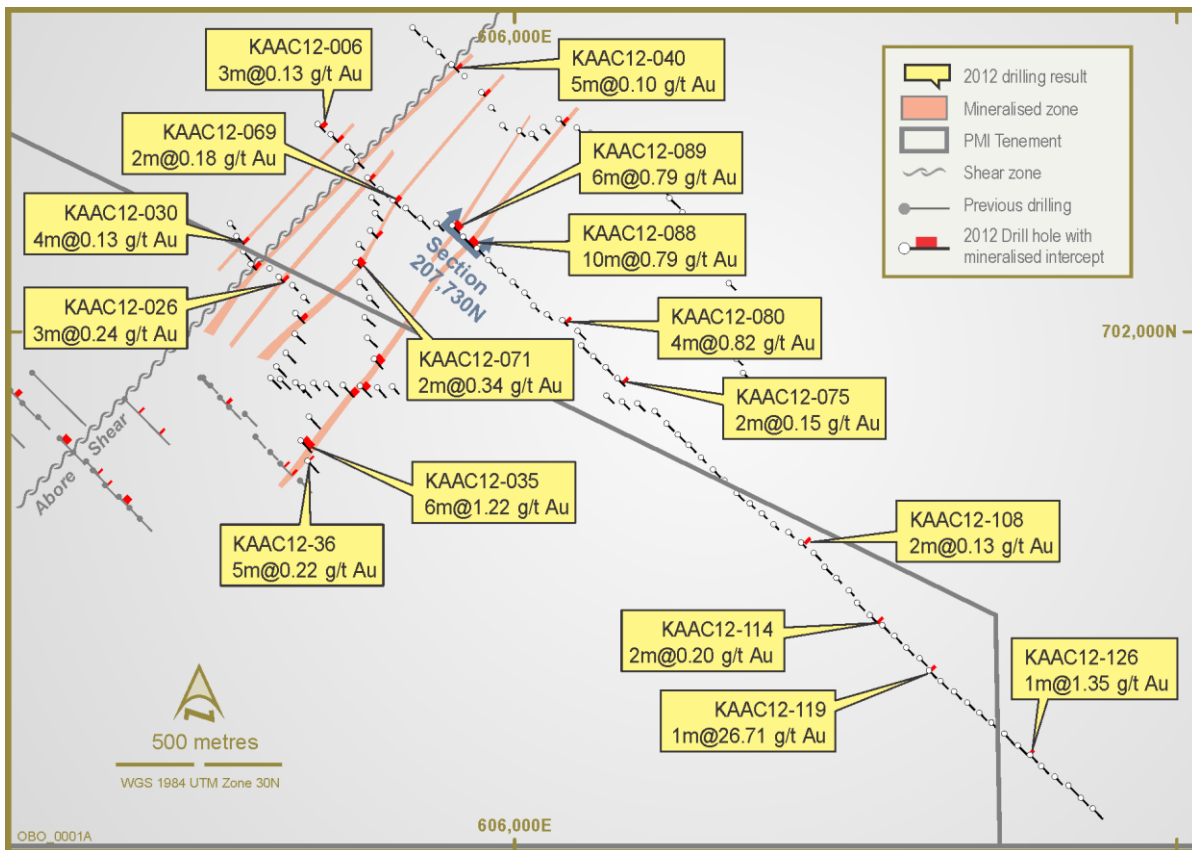 606,000E
KAAC12-006
3m@0.13 g/t Au
KAAC12-040
5m@0.10 g/t Au
2012 drilling result
Mineralised zone
PMI Tenement
Shear zone
Previous drilling
2012 Drill hole with
mineralised intercept
KAAC12-069
2m@0.18 g/t Au
KAAC12-089
6m@0.79 g/t Au
KAAC12-030
4m@0.13 g/t Au
KAAC12-088
10m@0.79 g/t Au
Section
207,730N
KAAC12-026
3m@0.24 g/t Au
KAAC12-080
4m@0.82 g/t Au
702,000N
KAAC12-071
2m@0.34 g/t Au
KAAC12-075
2m@0.15 g/t Au
Abore Shear
KAAC12-035
6m@1.22 g/t Au
KAAC12-36
5m@0.22 g/t Au
KAAC12-108
2m@0.13 g/t Au
KAAC12-114
2m@0.20 g/t Au
KAAC12-126
1m@1.35 g/t Au
KAAC12-119
1m@26.71 g/t Au
N
500 metres
WGS 1984 UTM Zone 30N
OBO_0001A
606,000E